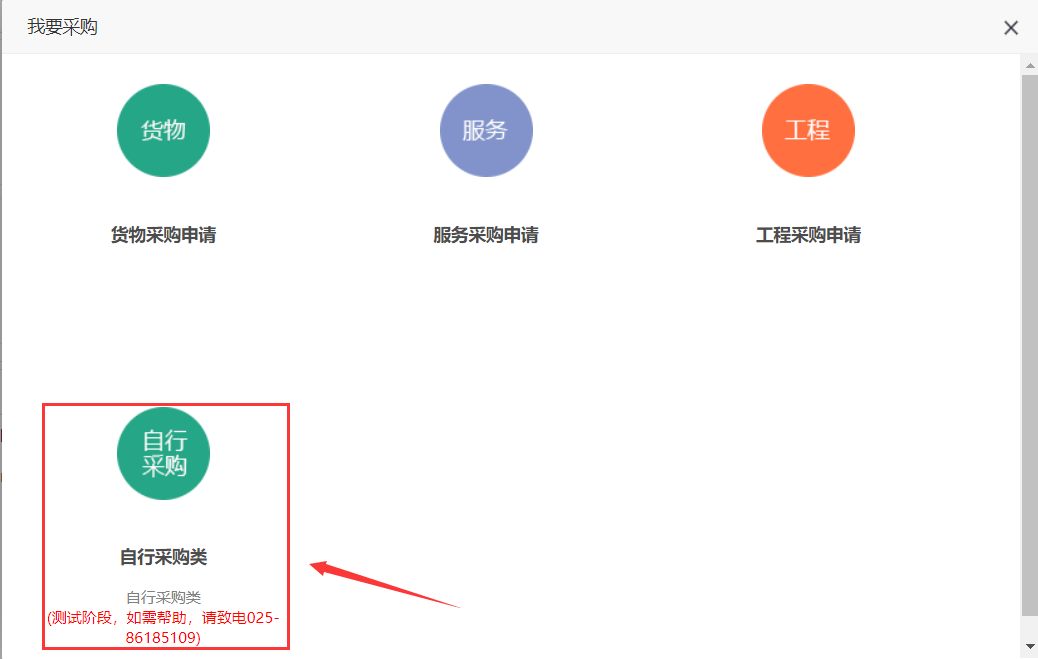 我要采购
货物
服务
工程
货物采购申请
服务采购申请
工程采购申请
自行
采购
自行采购类
自行采购类
(测试阶段，如需帮助，请致电025-
86185109)